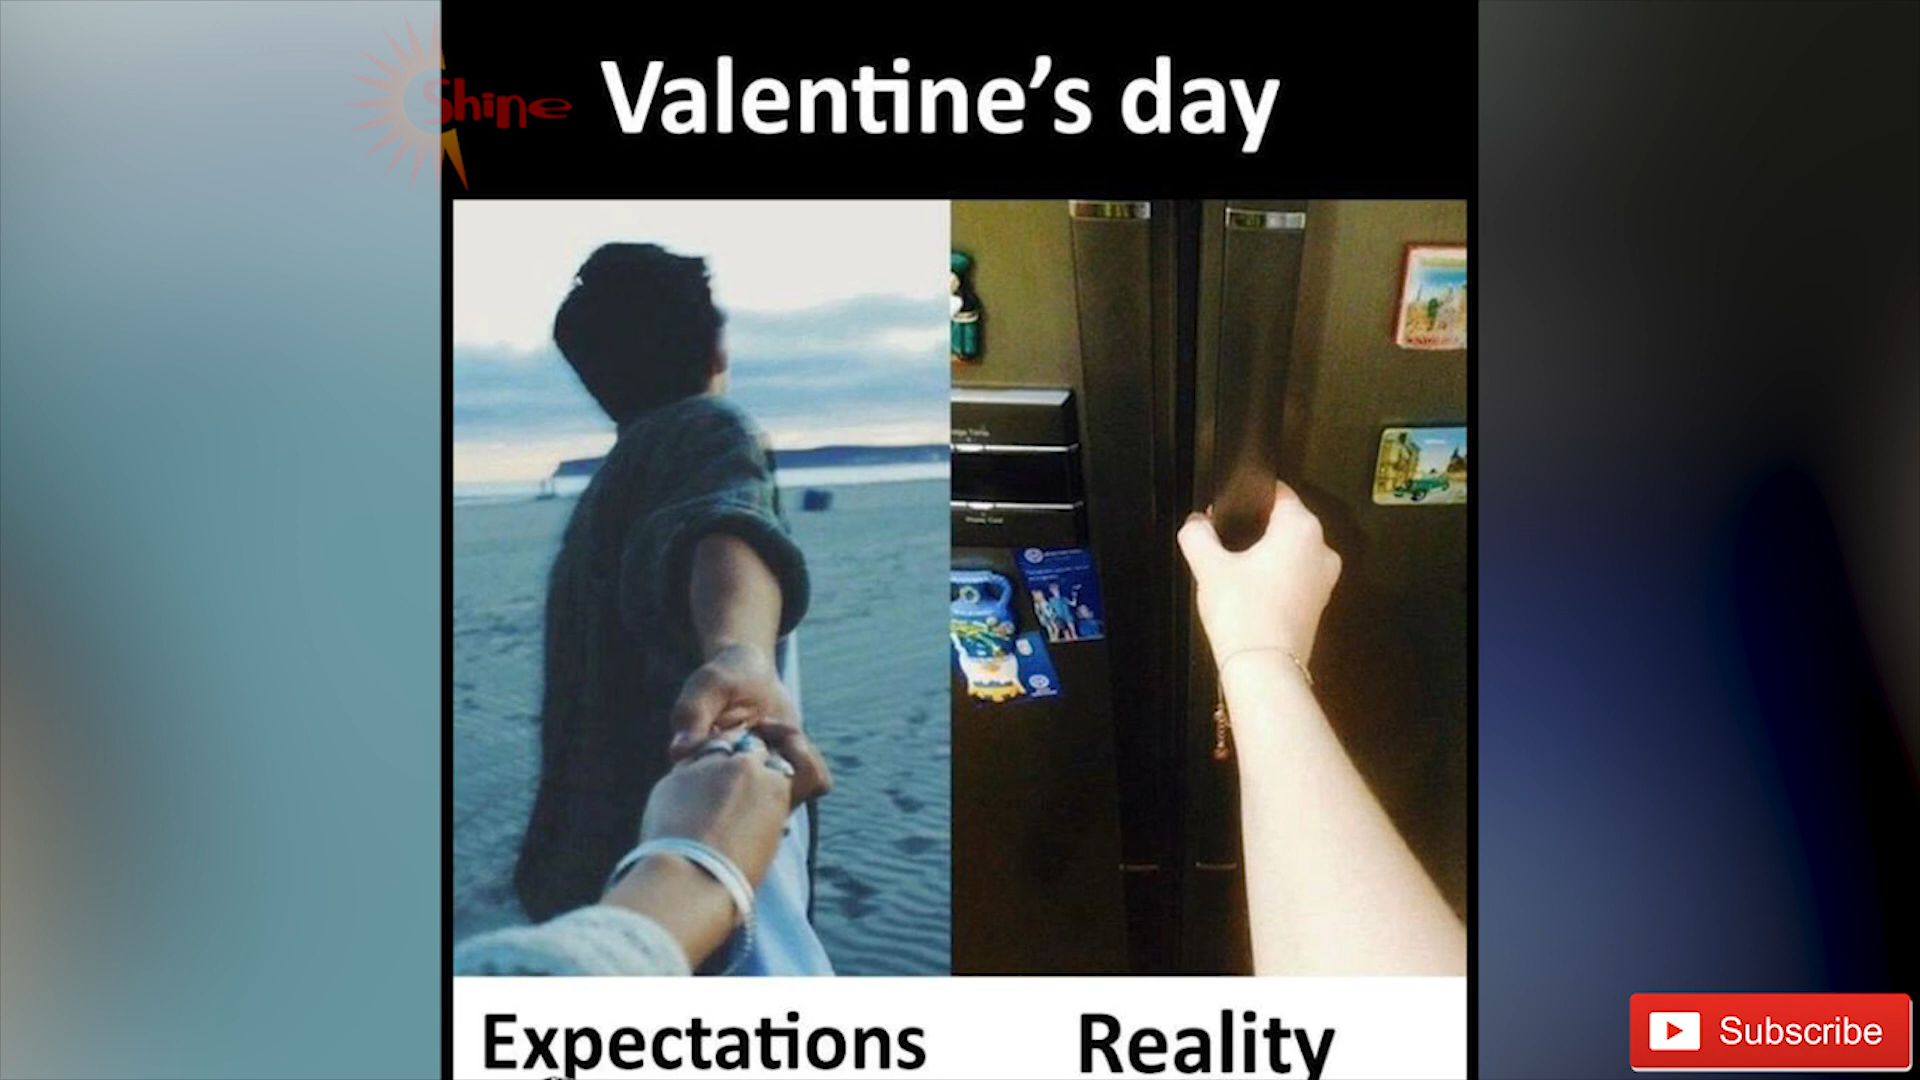 Shine
Valentine's day
Expectations
Reality
Subscribe